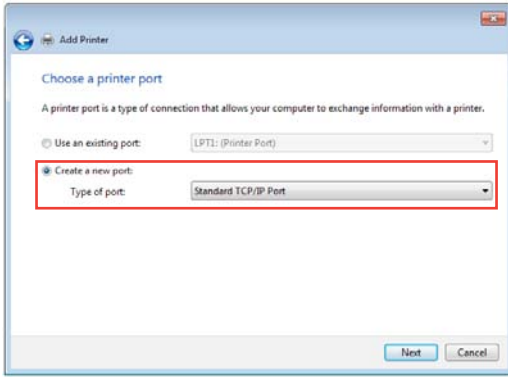 Add Printer
Choose a printer port
A printer port is a type of connection that allows your computer to exchange information with a printer.
Use an existing port: LPT1: (Printer Port)
Create a new port:
Type of port: Standard TCP/IP Port
Next Cancel